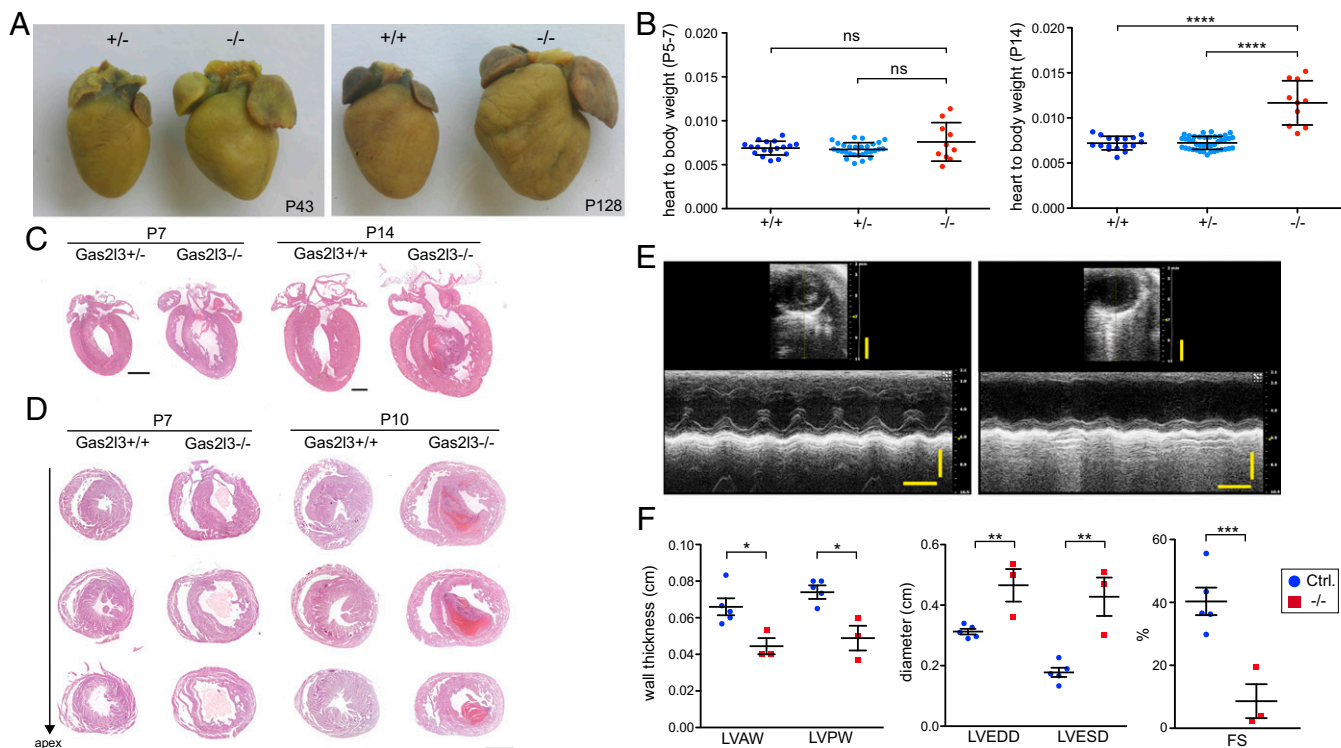 A
+/-
-/-
P43
+/+
-/-
P128
B
heart to body weight (P5-7)
0.020
0.015
0.010
0.005
0.000
ns
ns
+/+
+/-
-/-
heart to body weight (P14)
0.020
0.015
0.010
0.005
0.000
****
****
+/+
+/-
-/-
C
P7
P14
Gas2l3+/-
Gas2l3-/-
Gas2l3+/+
Gas2l3-/-
D
P7
P10
Gas2l3+/+
Gas2l3-/-
Gas2l3+/+
Gas2l3-/-
apex
E
F
wall thickness (cm)
0.10
0.08
0.06
0.04
0.02
0.00
*
*
LVAW
LVPW
diameter (cm)
0.6
0.4
0.2
0.0
**
**
LVEDD
LVESD
%
60
40
20
0
***
FS
Ctrl.
-/-